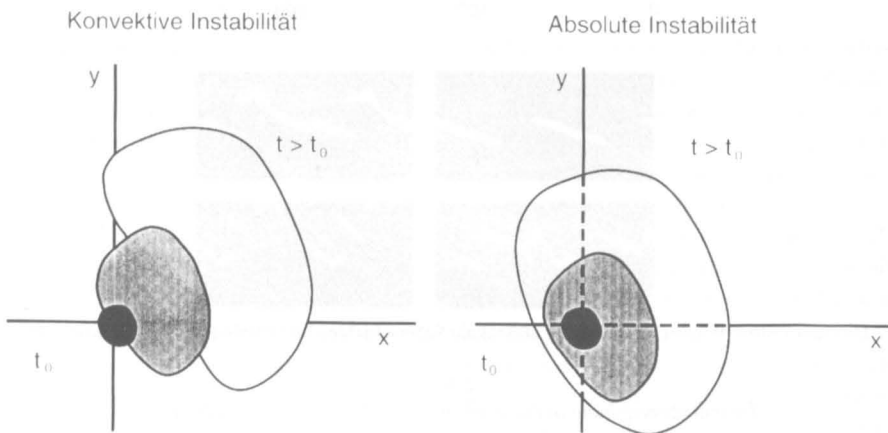 Konvektive Instabilität
Absolute Instabilität
y
t > t₀
x
t₀
y
t > t₀
x
t₀